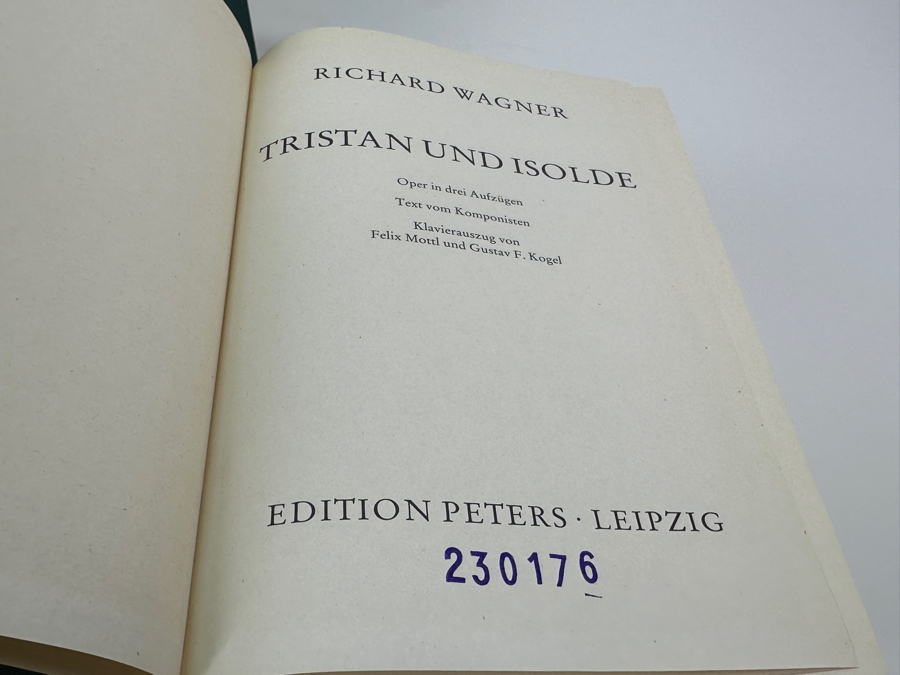 RICHARD WAGNER
TRISTAN UND ISOLDE
Oper in drei Aufzügen
Text vom Komponisten
Klavierauszug von
Felix Mottl und Gustav F. Kogel
EDITION PETERS · LEIPZIG
230176